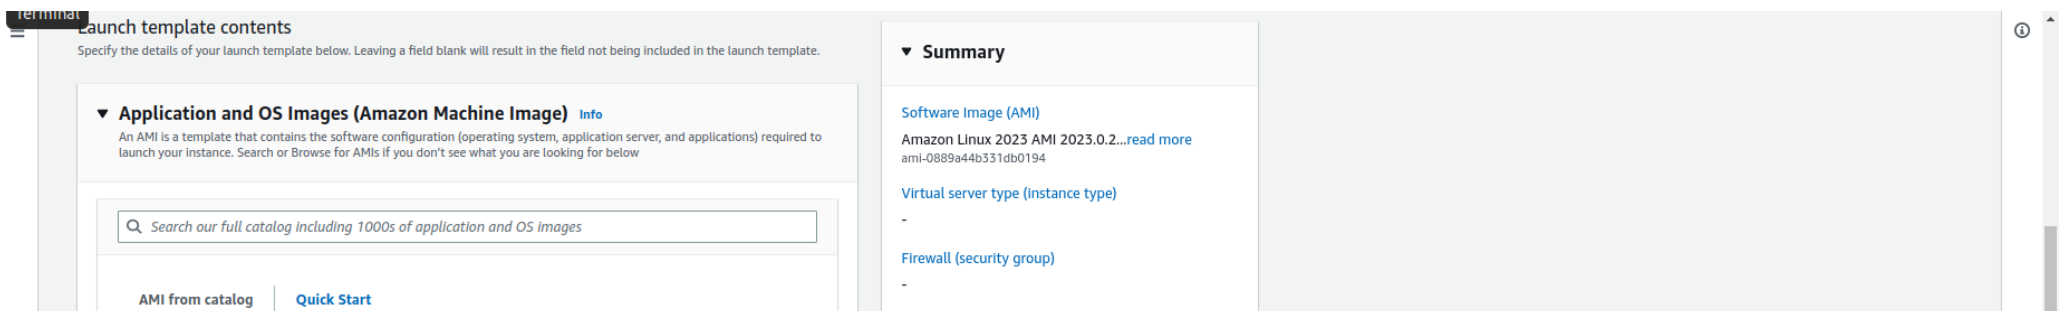 Terminal
Launch template contents
Specify the details of your launch template below. Leaving a field blank will result in the field not being included in the launch template.
Application and OS Images (Amazon Machine Image) Info
An AMI is a template that contains the software configuration (operating system, application server, and applications) required to
launch your instance. Search or Browse for AMIs if you don't see what you are looking for below
Search our full catalog including 1000s of application and OS images
AMI from catalog
Quick Start
Summary
Software Image (AMI)
Amazon Linux 2023 AMI 2023.0.2...read more
ami-0889a44b331db0194
Virtual server type (instance type)
-
Firewall (security group)
-